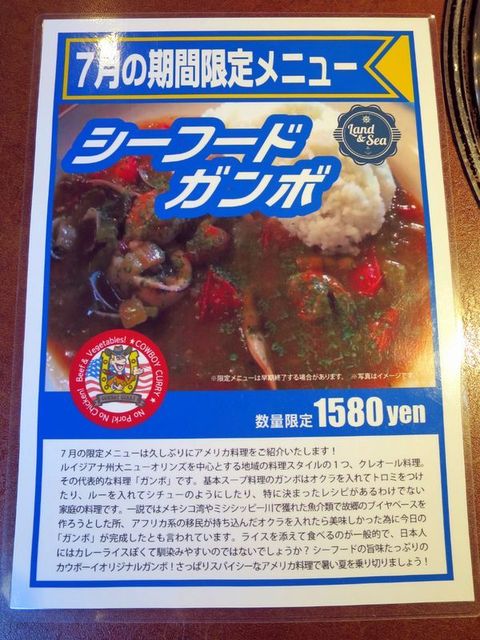 7月の期間限定メニュー
シーフード
ガンボ
Land
& Sea
★COWBOY CURRY★
No Pork! No Chicken! Beef & Vegetables!
※限定メニューは早期終了する場合があります。 ※写真はイメージです
数量限定1580yen
7月の限定メニューは久しぶりにアメリカ料理をご紹介いたします!
ルイジアナ州大ニューオリンズを中心とする地域の料理スタイルの1つ、クレオール料理。
その代表的な料理「ガンボ」です。基本スープ料理のガンボはオクラを入れてトロミをつけ
たり、ルーを入れてシチューのようにしたり、特に決まったレシピがあるわけでない
家庭の料理です。一説ではメキシコ湾やミシシッピー川で獲れた魚介類で故郷のブイヤベースを
作ろうとした所、アフリカ系の移民が持ち込んだオクラを入れたら美味しかった為に今日の
「ガンボ」が完成したとも言われています。ライスを添えて食べるのが一般的で、日本人
にはカレーライスぽくて馴染みやすいのではないでしょうか?シーフードの旨味たっぷりの
カウボーイオリジナルガンボ!さっぱりスパイシーなアメリカ料理で暑い夏を乗り切りましょう!